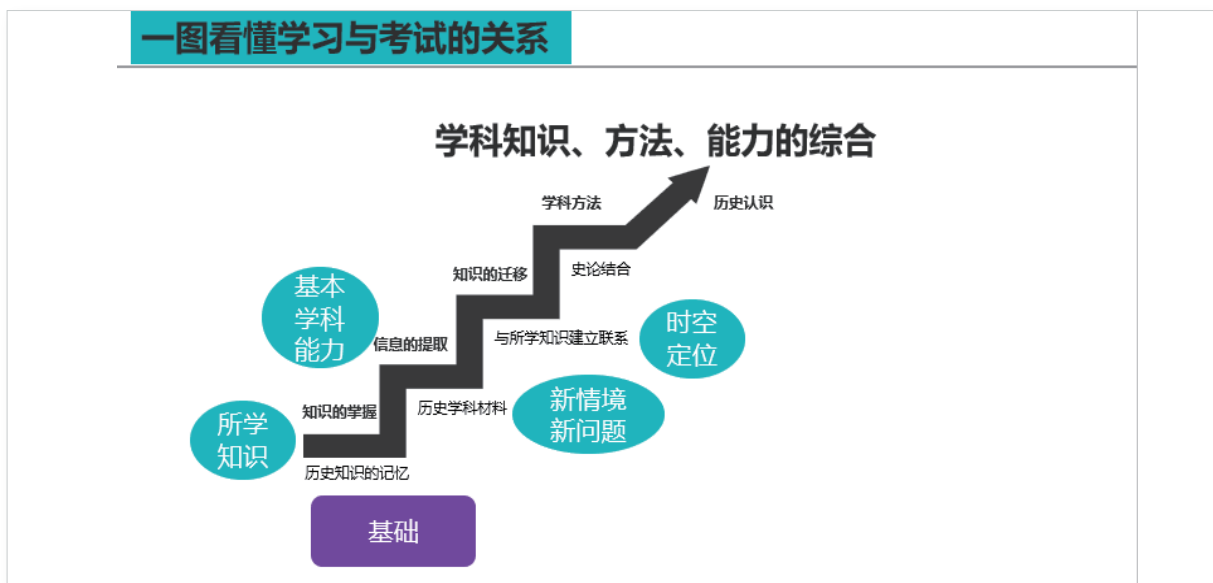 一图看懂学习与考试的关系
学科知识、方法、能力的综合
学科方法
历史认识
知识的迁移
史论结合
基本
学科
能力
信息的提取
与所学知识建立联系
时空
定位
知识的掌握
历史学科材料
新情境
新问题
所学
知识
历史知识的记忆
基础